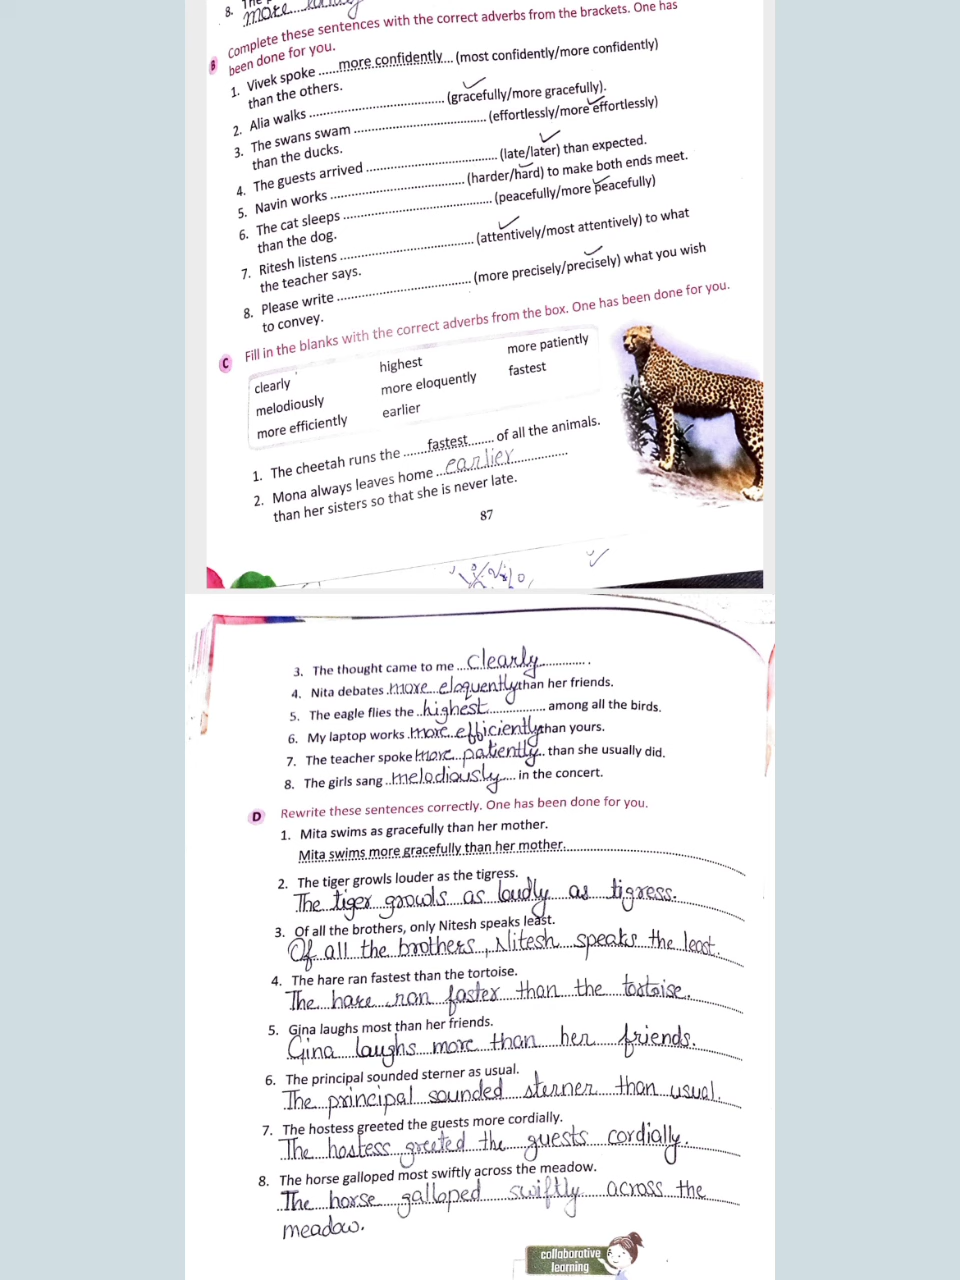 8. The
more
B Complete these sentences with the correct adverbs from the brackets. One has
been done for you.
1. Vivek spoke ......more confidently... (most confidently/more confidently)
than the others.
2. Alia walks ........................ (gracefully/more gracefully).
3. The swans swam ........................ (effortlessly/more effortlessly)
than the ducks.
4. The guests arrived ........................ (late/later) than expected.
5. Navin works ........................ (harder/hard) to make both ends meet.
6. The cat sleeps ........................ (peacefully/more peacefully)
than the dog.
7. Ritesh listens ........................ (attentively/most attentively) to what
the teacher says.
8. Please write ........................ (more precisely/precisely) what you wish
to convey.
C Fill in the blanks with the correct adverbs from the box. One has been done for you.
clearly highest more patiently
melodiously more eloquently fastest
more efficiently earlier
1. The cheetah runs the ......fastest....... of all the animals.
2. Mona always leaves home ...earlier............
than her sisters so that she is never late.
87
3. The thought came to me ...Clearly............
4. Nita debates .more eloquently than her friends.
5. The eagle flies the ..highest............ among all the birds.
6. My laptop works .more efficiently than yours.
7. The teacher spoke more patiently.. than she usually did.
8. The girls sang ..melodiously.... in the concert.
D Rewrite these sentences correctly. One has been done for you.
1. Mita swims as gracefully than her mother.
Mita swims more gracefully than her mother.
2. The tiger growls louder as the tigress.
The tiger growls as loudly as tigress.
3. Of all the brothers, only Nitesh speaks least.
Of all the brothers, Nitesh speaks the least.
4. The hare ran fastest than the tortoise.
The hare ran faster than the tortoise.
5. Gina laughs most than her friends.
Gina laughs more than her friends.
6. The principal sounded sterner as usual.
The principal sounded sterner than usual.
7. The hostess greeted the guests more cordially.
The hostess greeted the guests cordially.
8. The horse galloped most swiftly across the meadow.
The horse galloped swiftly across the
meadow.
collaborative
learning